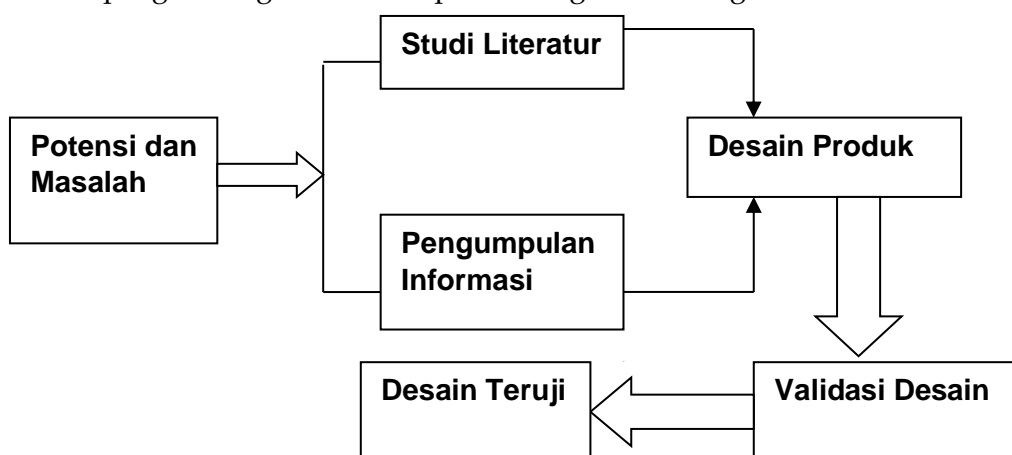 Studi Literatur
Potensi dan
Masalah
Desain Produk
Pengumpulan
Informasi
Desain Teruji
Validasi Desain